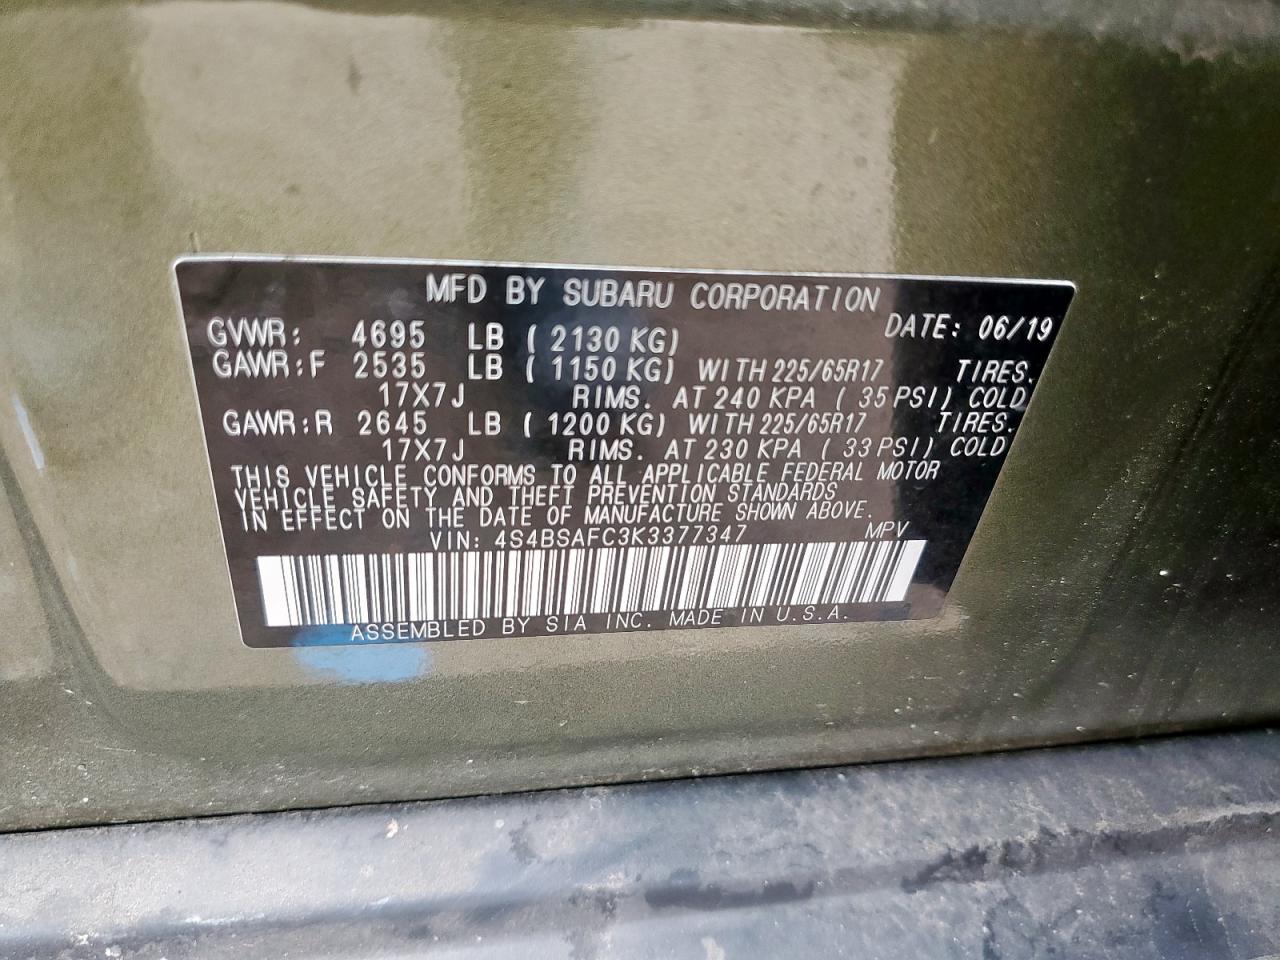 MFD BY SUBARU CORPORATION
GVWR: 4695 LB ( 2130 KG) DATE: 06/19
GAWR:F 2535 LB ( 1150 KG) WITH 225/65R17 TIRES.
17X7J RIMS. AT 240 KPA ( 35 PSI) COLD
GAWR:R 2645 LB ( 1200 KG) WITH 225/65R17 TIRES.
17X7J RIMS. AT 230 KPA ( 33 PSI) COLD
THIS VEHICLE CONFORMS TO ALL APPLICABLE FEDERAL MOTOR
VEHICLE SAFETY AND THEFT PREVENTION STANDARDS
IN EFFECT ON THE DATE OF MANUFACTURE SHOWN ABOVE.
VIN: 4S4BSAFC3K3377347 MPV
ASSEMBLED BY SIA INC. MADE IN U.S.A.